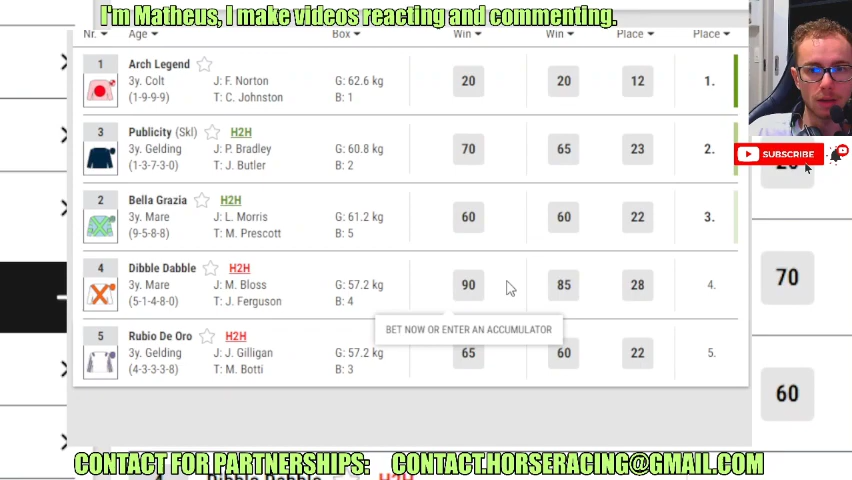 I'm Matheus, I make videos reacting and commenting.
Nr. Age Box Win Win Place Place
1 Arch Legend
3y. Colt J: F. Norton G: 62.6 kg 20 20 12 1.
(1-9-9-9) T: C. Johnston B: 1
SUBSCRIBE
3 Publicity (Skl) H2H
3y. Gelding J: P. Bradley G: 60.8 kg 70 65 23 2.
(1-3-7-3-0) T: J. Butler B: 2
2 Bella Grazia H2H
3y. Mare J: L. Morris G: 61.2 kg 60 60 22 3.
(9-5-8-8) T: M. Prescott B: 5
4 Dibble Dabble H2H
3y. Mare J: M. Bloss G: 57.2 kg 90 85 28 4.
(5-1-4-8-0) T: J. Ferguson B: 4
70
BET NOW OR ENTER AN ACCUMULATOR
5 Rubio De Oro H2H
3y. Gelding J: J. Gilligan G: 57.2 kg 65 60 22 5.
(4-3-3-3-8) T: M. Botti B: 3
60
CONTACT FOR PARTNERSHIPS: CONTACT.HORSERACING@GMAIL.COM
4 Dibble Dabble H2H